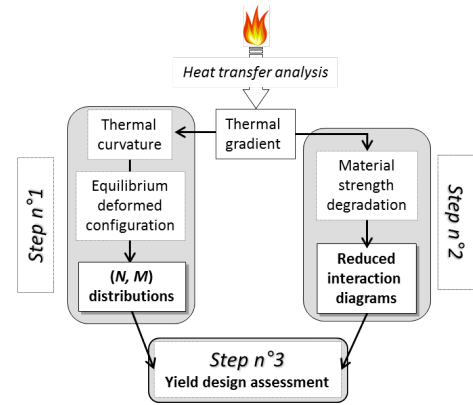 Heat transfer analysis
Thermal
gradient
Step n°1
Thermal
curvature
Equilibrium
deformed
configuration
(N, M)
distributions
Step n°2
Material
strength
degradation
Reduced
interaction
diagrams
Step n°3
Yield design assessment